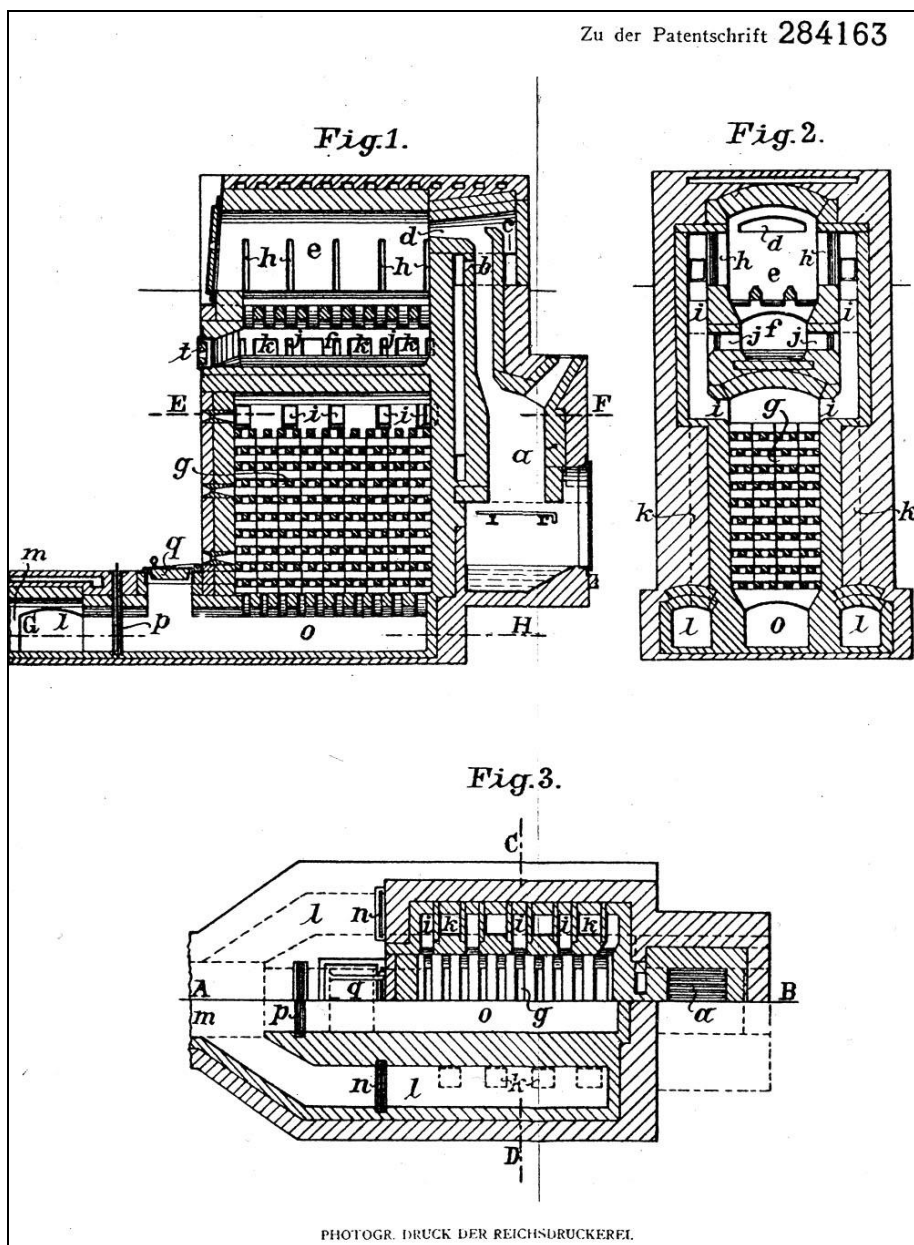 Zu der Patentschrift 284163
Fig.1.
Fig.2.
d c
h e h b
t k j f k j k
E i i F
g a
r r
m q
G l p o H
d
h e h
i f i
j j
i g i
k k
l o l
Fig.3.
C
l n i k i i k
A q B
m p o g a
n l k
D
PHOTOGR. DRUCK DER REICHSDRUCKEREI.